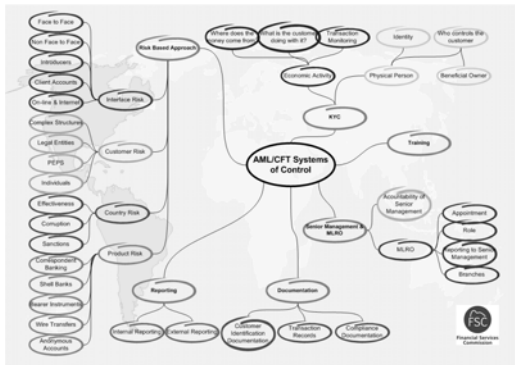 Face to Face
Non Face to Face
Introducers
Client Accounts
On-line & Internet
Complex Structures
Legal Entities
PEPS
Individuals
Effectiveness
Corruption
Sanctions
Correspondent
Banking
Shell Banks
Bearer Instruments
Wire Transfers
Anonymous
Accounts
Risk Based Approach
Interface Risk
Customer Risk
Country Risk
Product Risk
Where does the
money come from
What is the customer
doing with it?
Transaction
Monitoring
Economic Activity
Identity
Who controls the
customer
Physical Person
Beneficial Owner
KYC
Training
AML/CFT Systems
of Control
Accountability of
Senior
Management
Senior Management &
MLRO
MLRO
Appointment
Role
Reporting to Senior
Management
Branches
Reporting
Internal Reporting
External Reporting
Documentation
Customer
Identification
Documentation
Transaction
Records
Compliance
Documentation
FSC
Financial Services
Commission